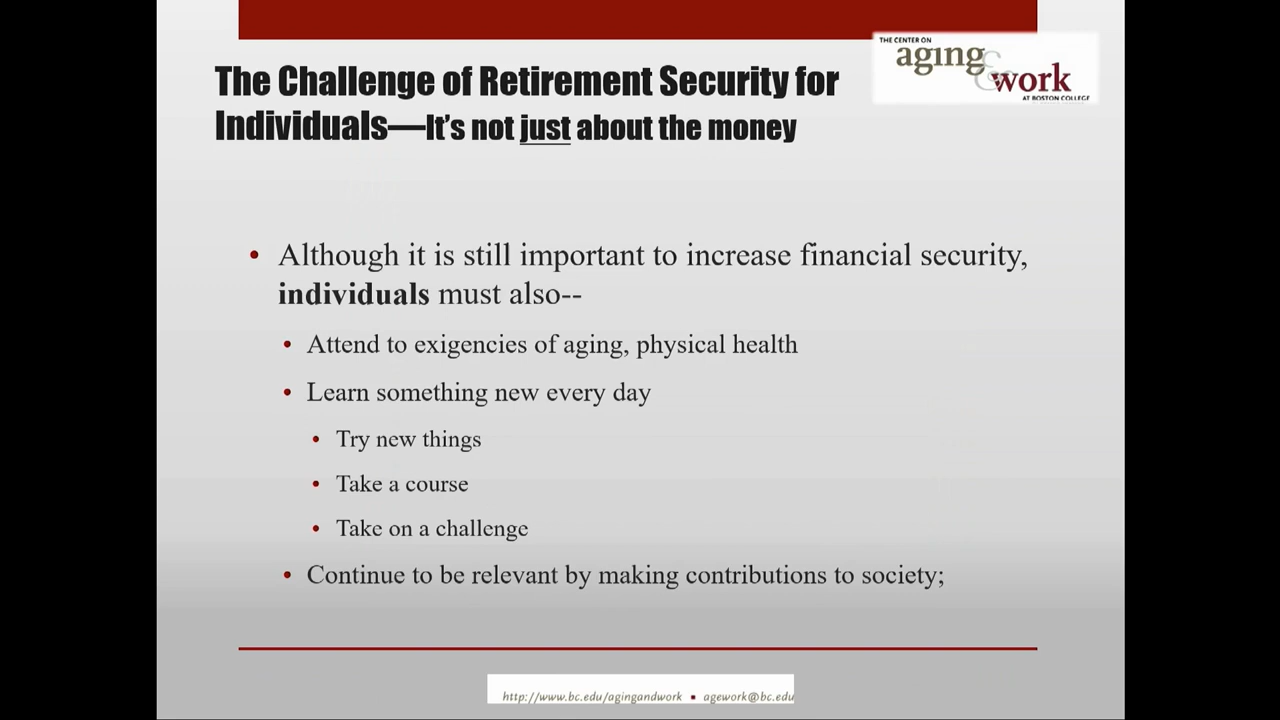 THE CENTER ON
aging
&work
AT BOSTON COLLEGE
The Challenge of Retirement Security for
Individuals—It's not just about the money
• Although it is still important to increase financial security,
individuals must also--
• Attend to exigencies of aging, physical health
• Learn something new every day
• Try new things
• Take a course
• Take on a challenge
• Continue to be relevant by making contributions to society;
http://www.bc.edu/agingandwork • agework@bc.edu